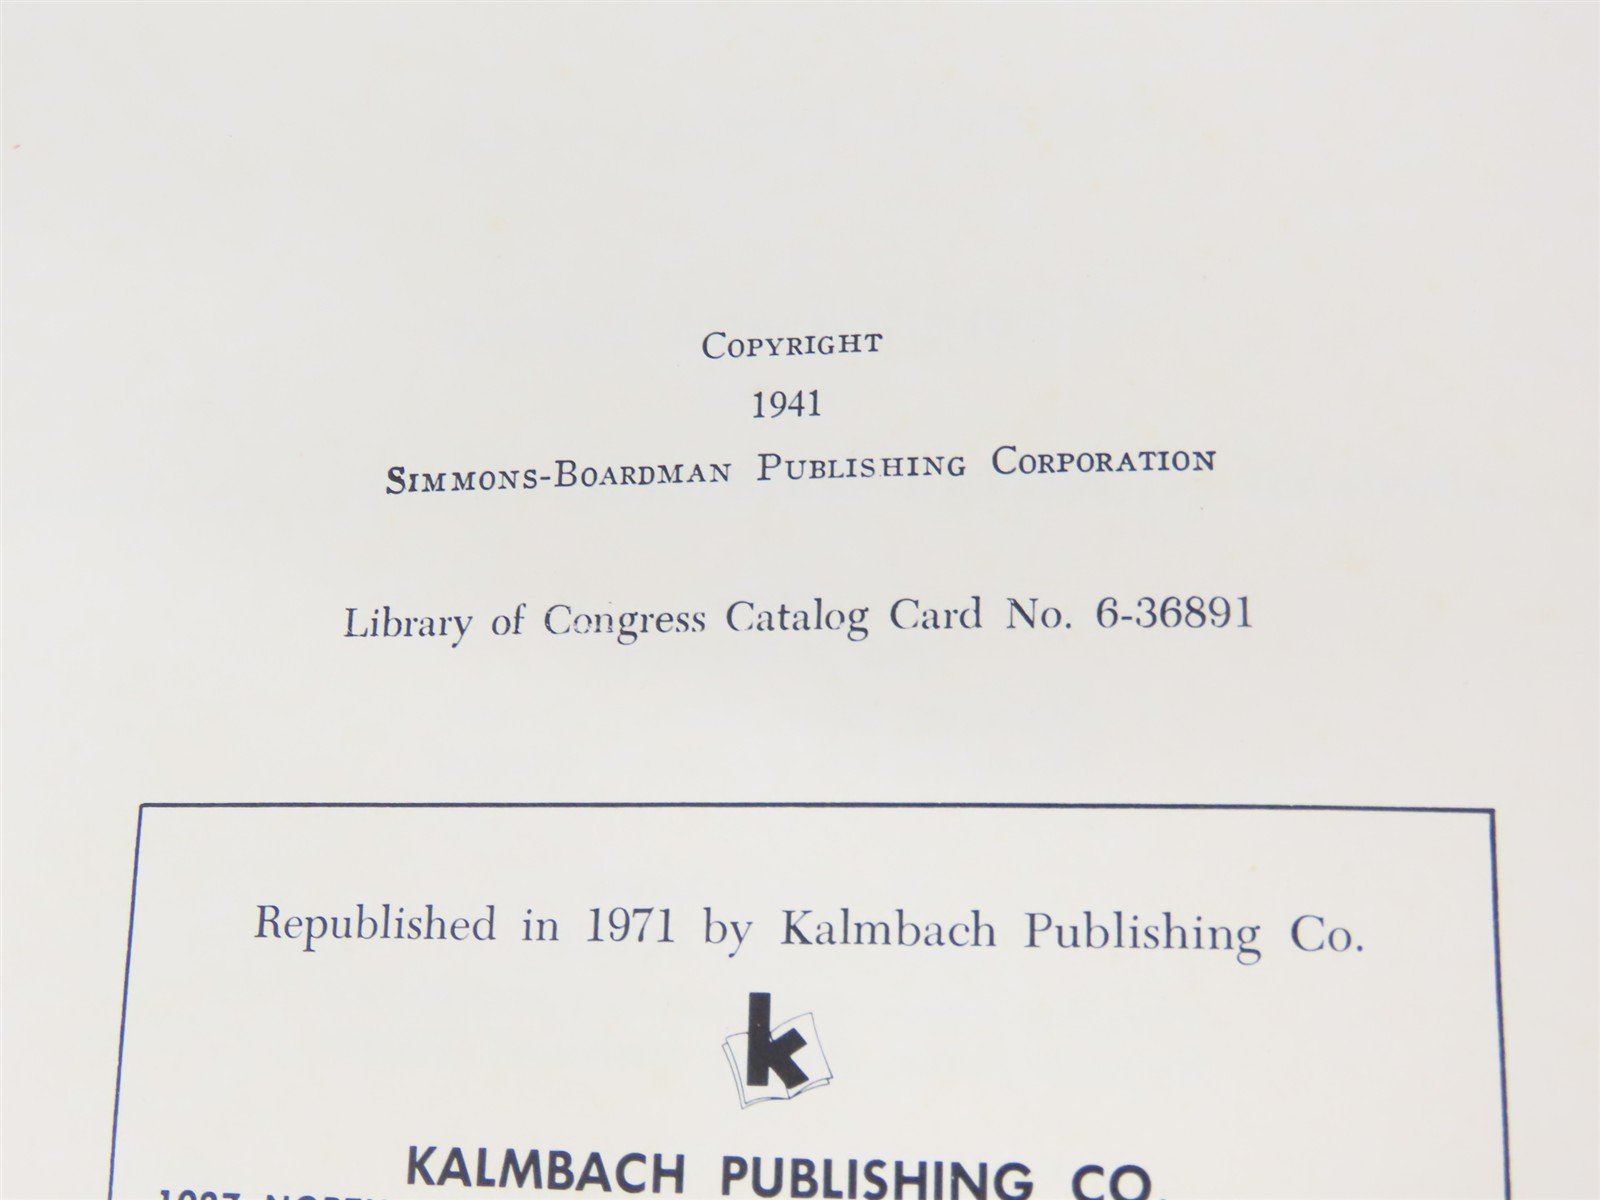 COPYRIGHT
1941
SIMMONS-BOARDMAN PUBLISHING CORPORATION
Library of Congress Catalog Card No. 6-36891
Republished in 1971 by Kalmbach Publishing Co.
k
KALMBACH PUBLISHING CO.